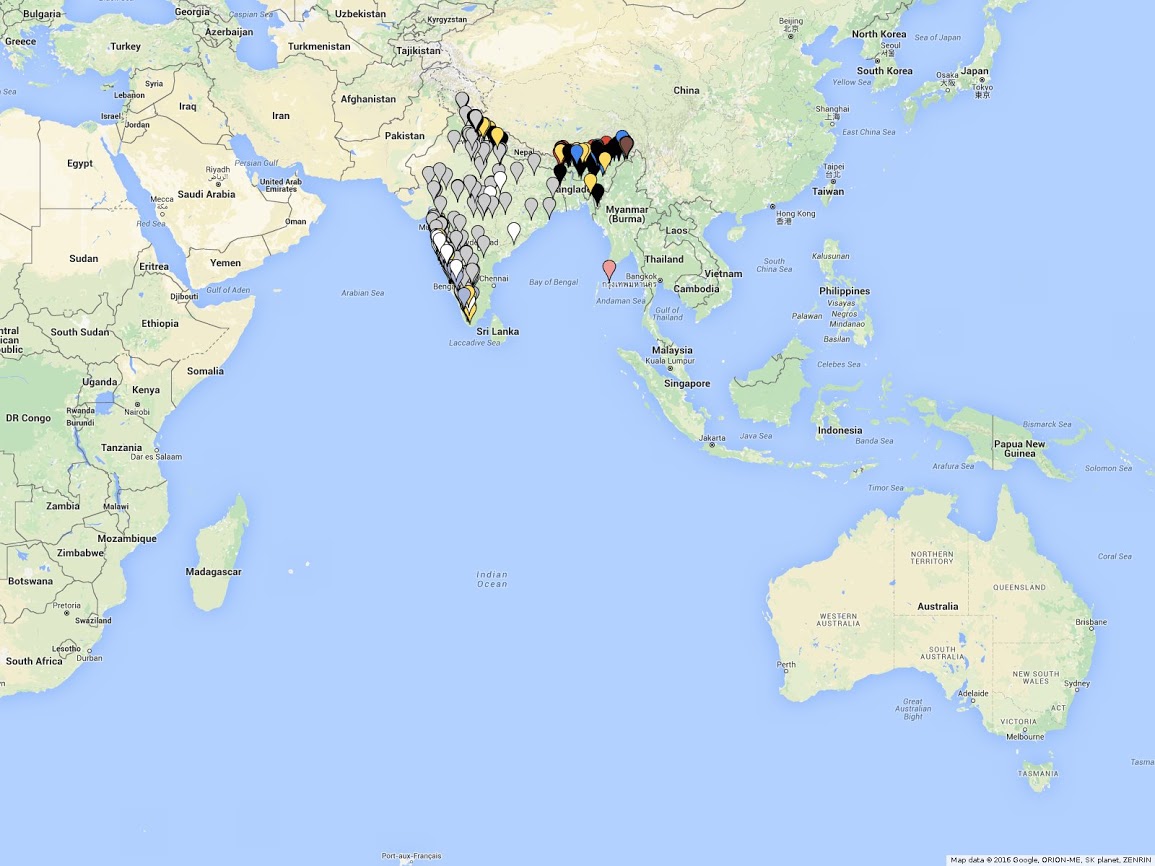 Bulgaria
Georgia
Caspian Sea
Uzbekistan
Kyrgyzstan
Beijing
北京
North Korea
Sea of Japan
Greece
Turkey
Azerbaijan
Turkmenistan
Tajikistan
Seoul
서울
South Korea
Yellow Sea
Osaka
大阪
Japan
Tokyo
東京
Syria
Lebanon
Iraq
Afghanistan
China
Shanghai
上海
Israel
Jordan
Iran
Pakistan
East China Sea
Egypt
Persian Gulf
Nepal
Riyadh
الرياض
Saudi Arabia
United Arab
Emirates
Taipei
台北
Taiwan
Mecca
مكة
Red Sea
Oman
Myanmar
(Burma)
Hong Kong
香港
Laos
Sudan
Eritrea
Yemen
Thailand
South
China Sea
Kalusunan
Vietnam
Bangkok
กรุงเทพมหานคร
Chennai
Djibouti
Gulf of Aden
Arabian Sea
Bay of Bengal
Andaman Sea
Cambodia
Philippines
Visayas
Negros
Mindanao
Palawan
Basilan
Gulf of
Thailand
South Sudan
Ethiopia
Sri Lanka
Laccadive Sea
Malaysia
Kuala Lumpur
Celebes Sea
Somalia
Singapore
Uganda
Kenya
Nairobi
DR Congo
Rwanda
Burundi
Indonesia
Banda Sea
Jakarta
Java Sea
Bismarck Sea
Papua New
Guinea
Solomon Sea
Arafura Sea
Timor Sea
Tanzania
Dar es Salaam
Zambia
Malawi
Mozambique
Zimbabwe
Madagascar
Botswana
Pretoria
Swaziland
Lesotho
Durban
South Africa
Indian
Ocean
Coral Sea
NORTHERN
TERRITORY
QUEENSLAND
Australia
WESTERN
AUSTRALIA
Brisbane
SOUTH
AUSTRALIA
Perth
NEW SOUTH
WALES
Sydney
Adelaide
Great
Australian
Bight
ACT
VICTORIA
Melbourne
TASMANIA
Port-aux-Français
Map data © 2016 Google, ORION-ME, SK planet, ZENRIN